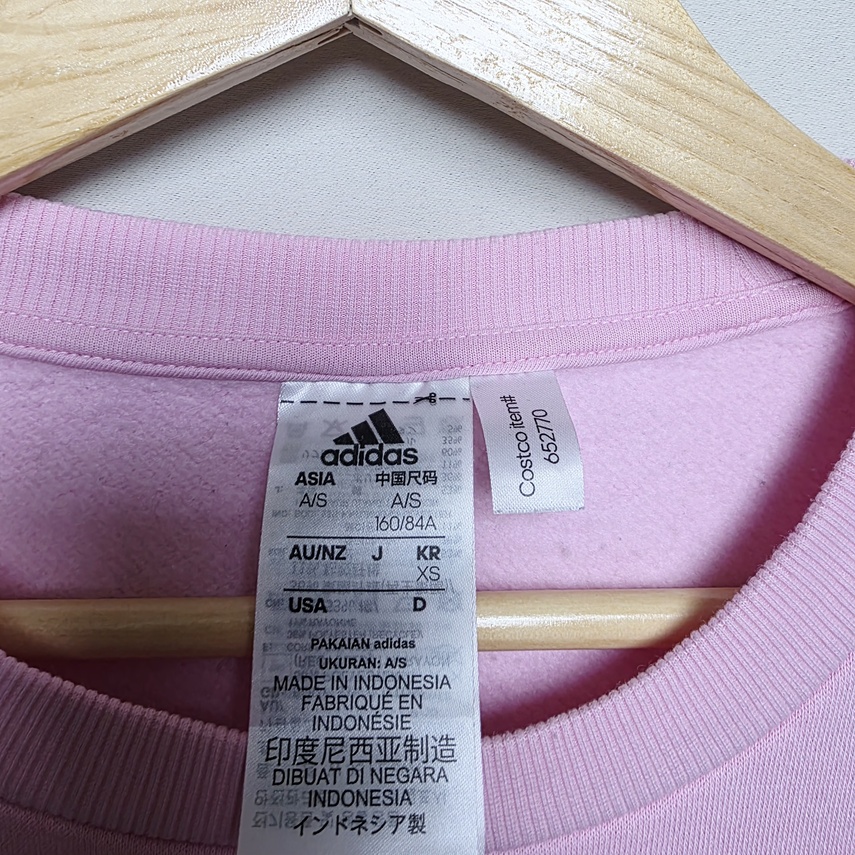 adidas
ASIA 中国尺码
A/S A/S
160/84A
AU/NZ J KR
XS
USA D
PAKAIAN adidas
UKURAN: A/S
MADE IN INDONESIA
FABRIQUÉ EN
INDONÉSIE
印度尼西亚制造
DIBUAT DI NEGARA
INDONESIA
インドネシア製
Costco item#
652770